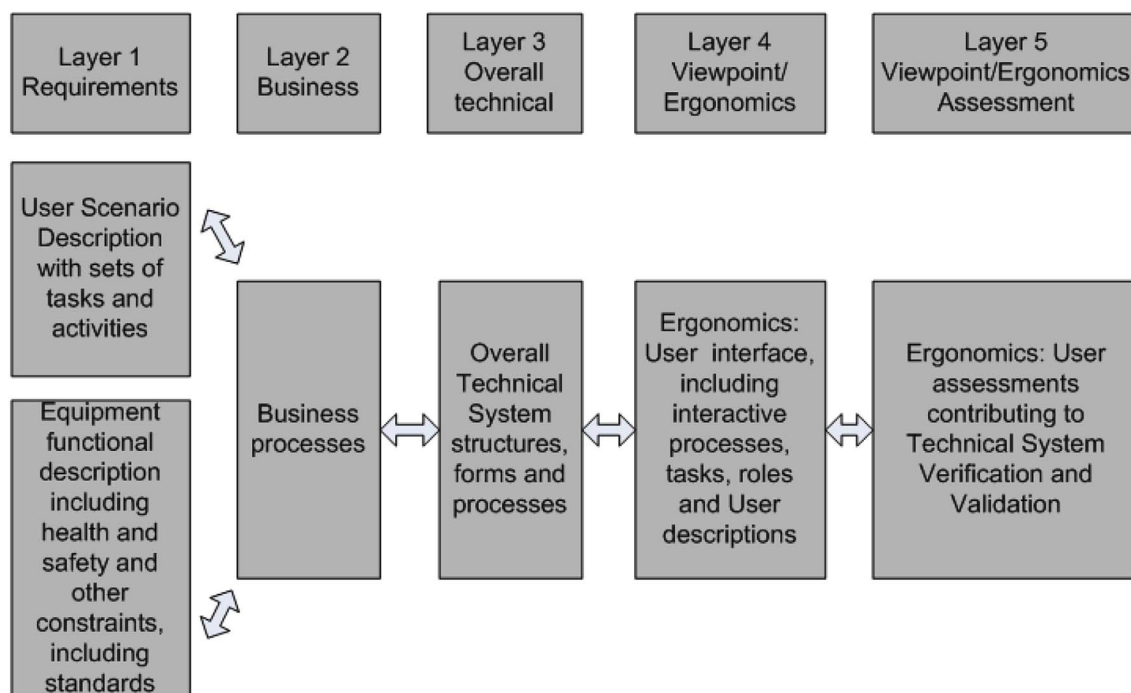 Layer 1
Requirements
Layer 2
Business
Layer 3
Overall
technical
Layer 4
Viewpoint/
Ergonomics
Layer 5
Viewpoint/Ergonomics
Assessment
User Scenario
Description
with sets of
tasks and
activities
Equipment
functional
description
including
health and
safety and
other
constraints,
including
standards
Business
processes
Overall
Technical
System
structures,
forms and
processes
Ergonomics:
User interface,
including
interactive
processes,
tasks, roles
and User
descriptions
Ergonomics: User
assessments
contributing to
Technical System
Verification and
Validation